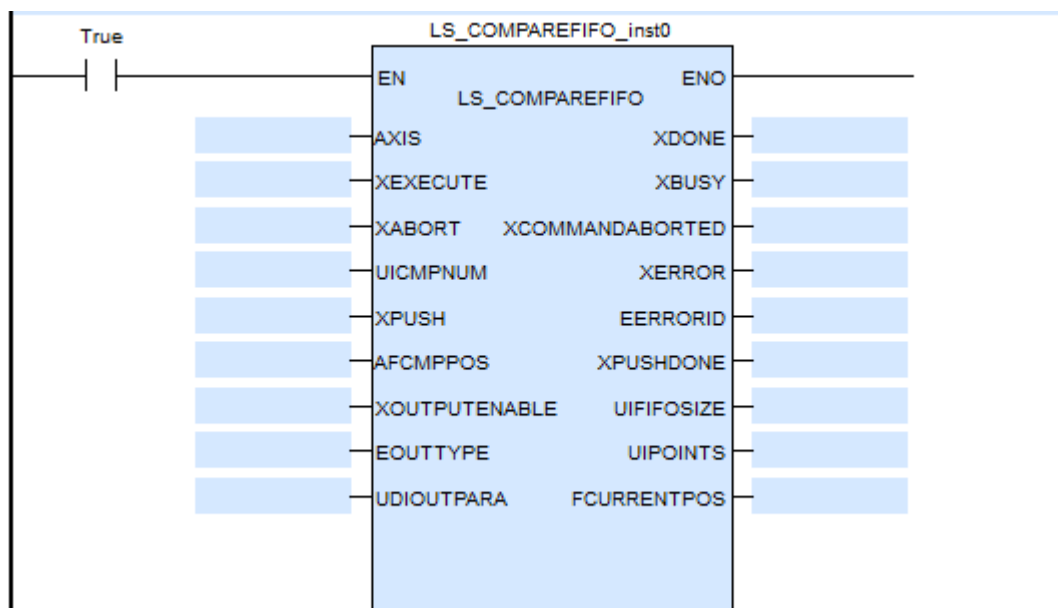 LS_COMPAREFIFO_inst0
True
EN ENO
LS_COMPAREFIFO
AXIS XDONE
XEXECUTE XBUSY
XABORT XCOMMANDABORTED
UICMPNUM XERROR
XPUSH EERRORID
AFCMPPOS XPUSHDONE
XOUTPUTENABLE UIFIFOSIZE
EOUTTYPE UIPOINTS
UDIOUTPARA FCURRENTPOS